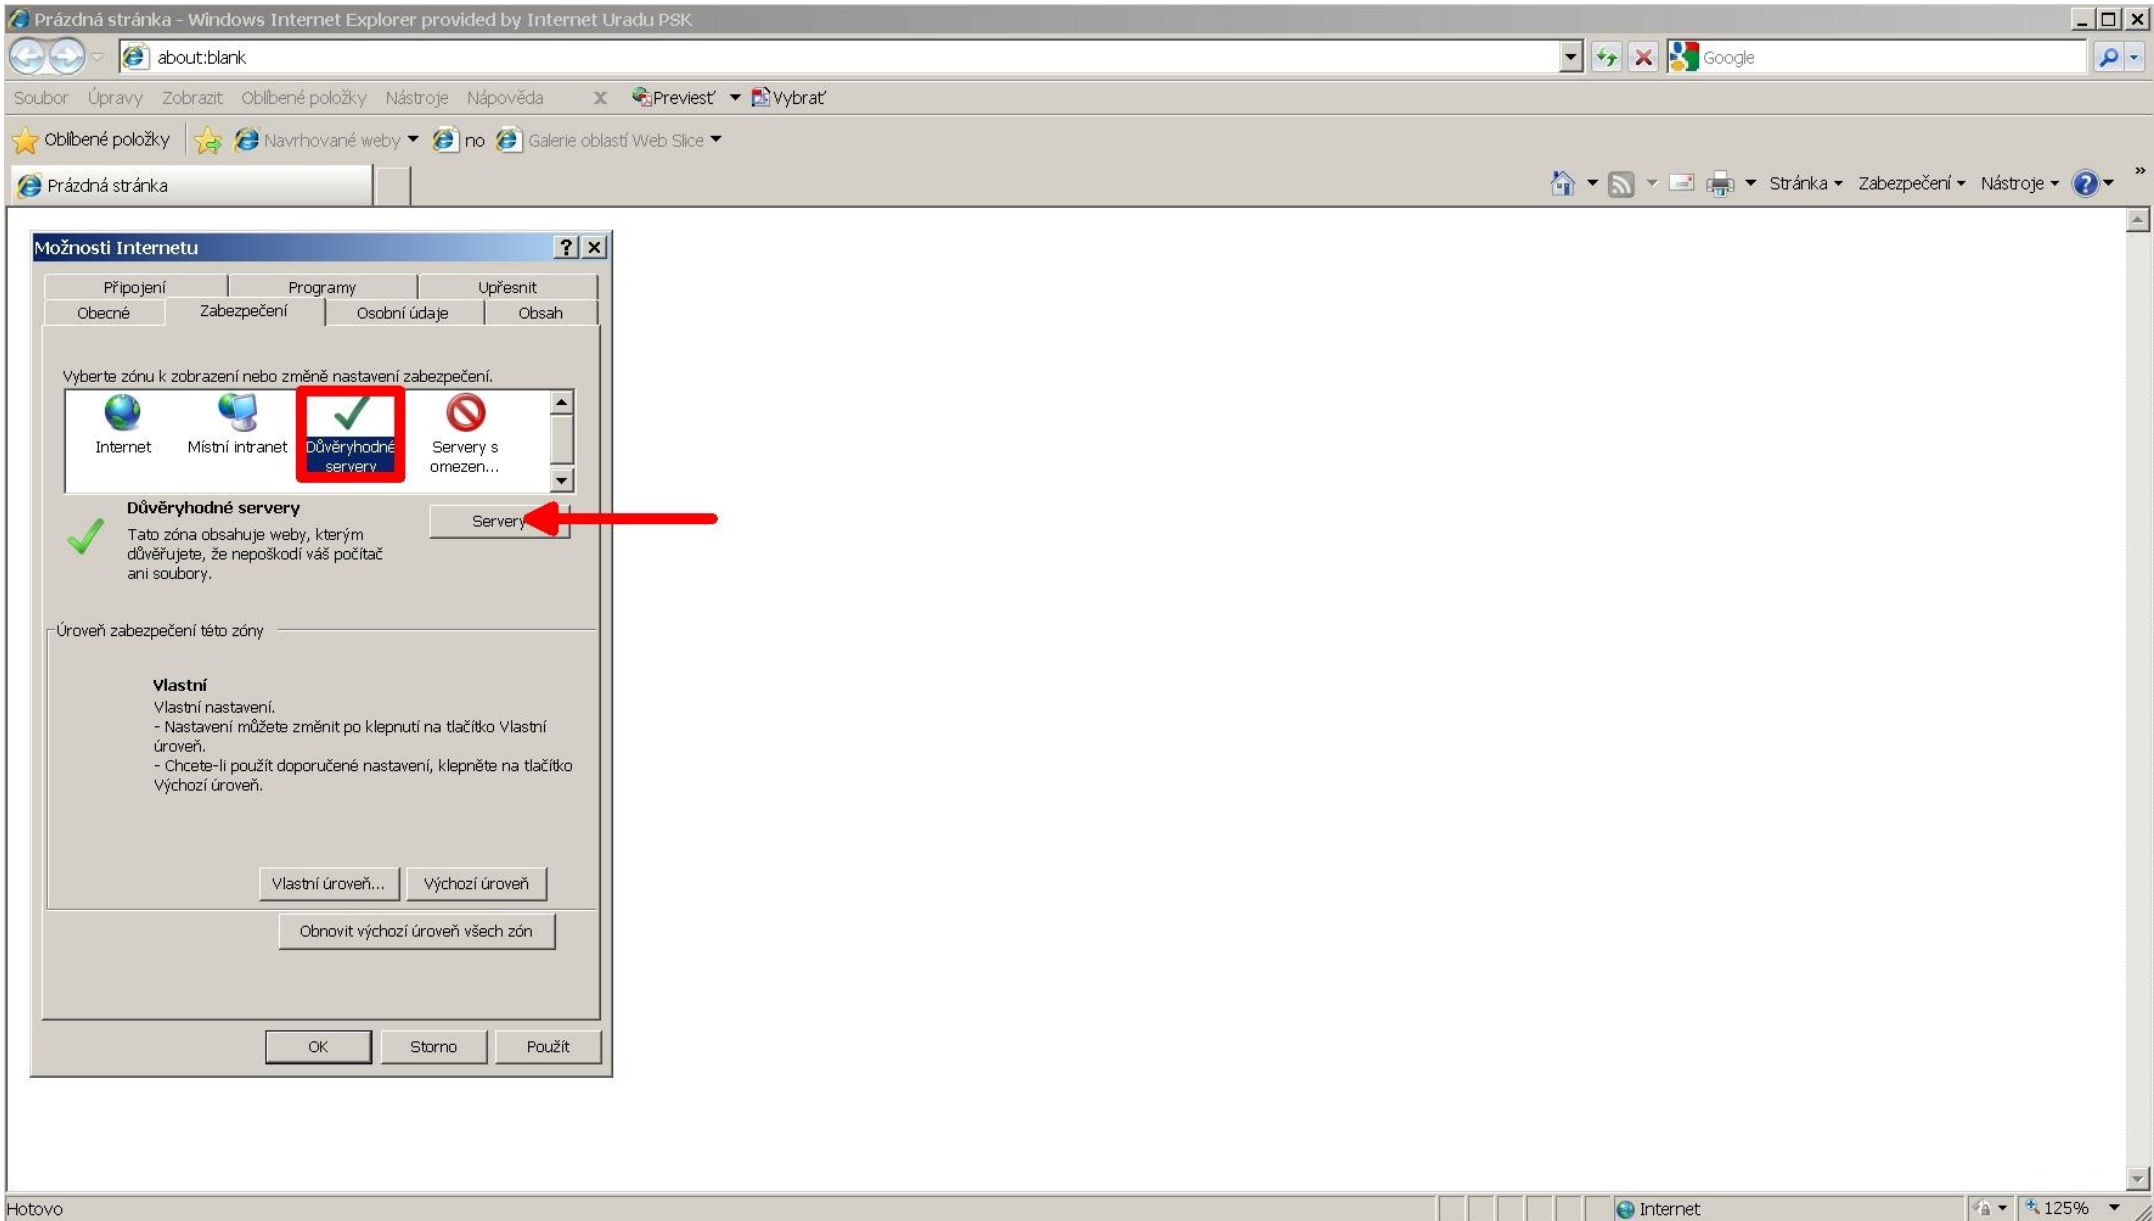 Prázdná stránka - Windows Internet Explorer provided by Internet Uradu PSK
about:blank
Google
Soubor Úpravy Zobrazit Oblíbené položky Nástroje Nápověda x Previesť Vybrať
Oblíbené položky Navrhované weby no Galerie oblastí Web Slice
Prázdná stránka
Stránka Zabezpečení Nástroje »
Možnosti Internetu
Připojení Programy Upřesnit
Obecné Zabezpečení Osobní údaje Obsah
Vyberte zónu k zobrazení nebo změně nastavení zabezpečení.
Internet Místní intranet Důvěryhodné servery Servery s omezen...
Důvěryhodné servery
Servery
Tato zóna obsahuje weby, kterým
důvěřujete, že nepoškodí váš počítač
ani soubory.
Úroveň zabezpečení této zóny
Vlastní
Vlastní nastavení.
- Nastavení můžete změnit po klepnutí na tlačítko Vlastní
úroveň.
- Chcete-li použít doporučené nastavení, klepněte na tlačítko
Výchozí úroveň.
Vlastní úroveň... Výchozí úroveň
Obnovit výchozí úroveň všech zón
OK Storno Použít
Hotovo Internet 125%